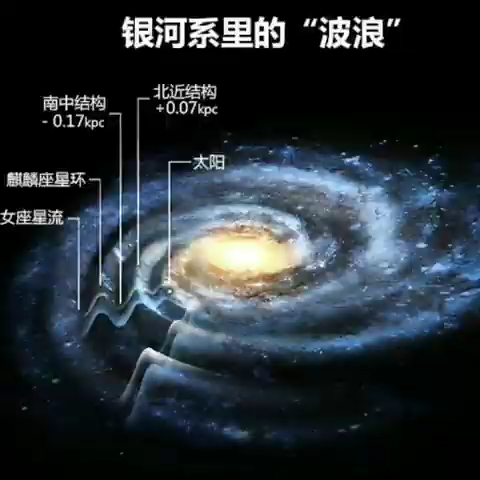 银河系里的“波浪”
北近结构
+0.07kpc
南中结构
- 0.17kpc
太阳
麒麟座星环
女座星流